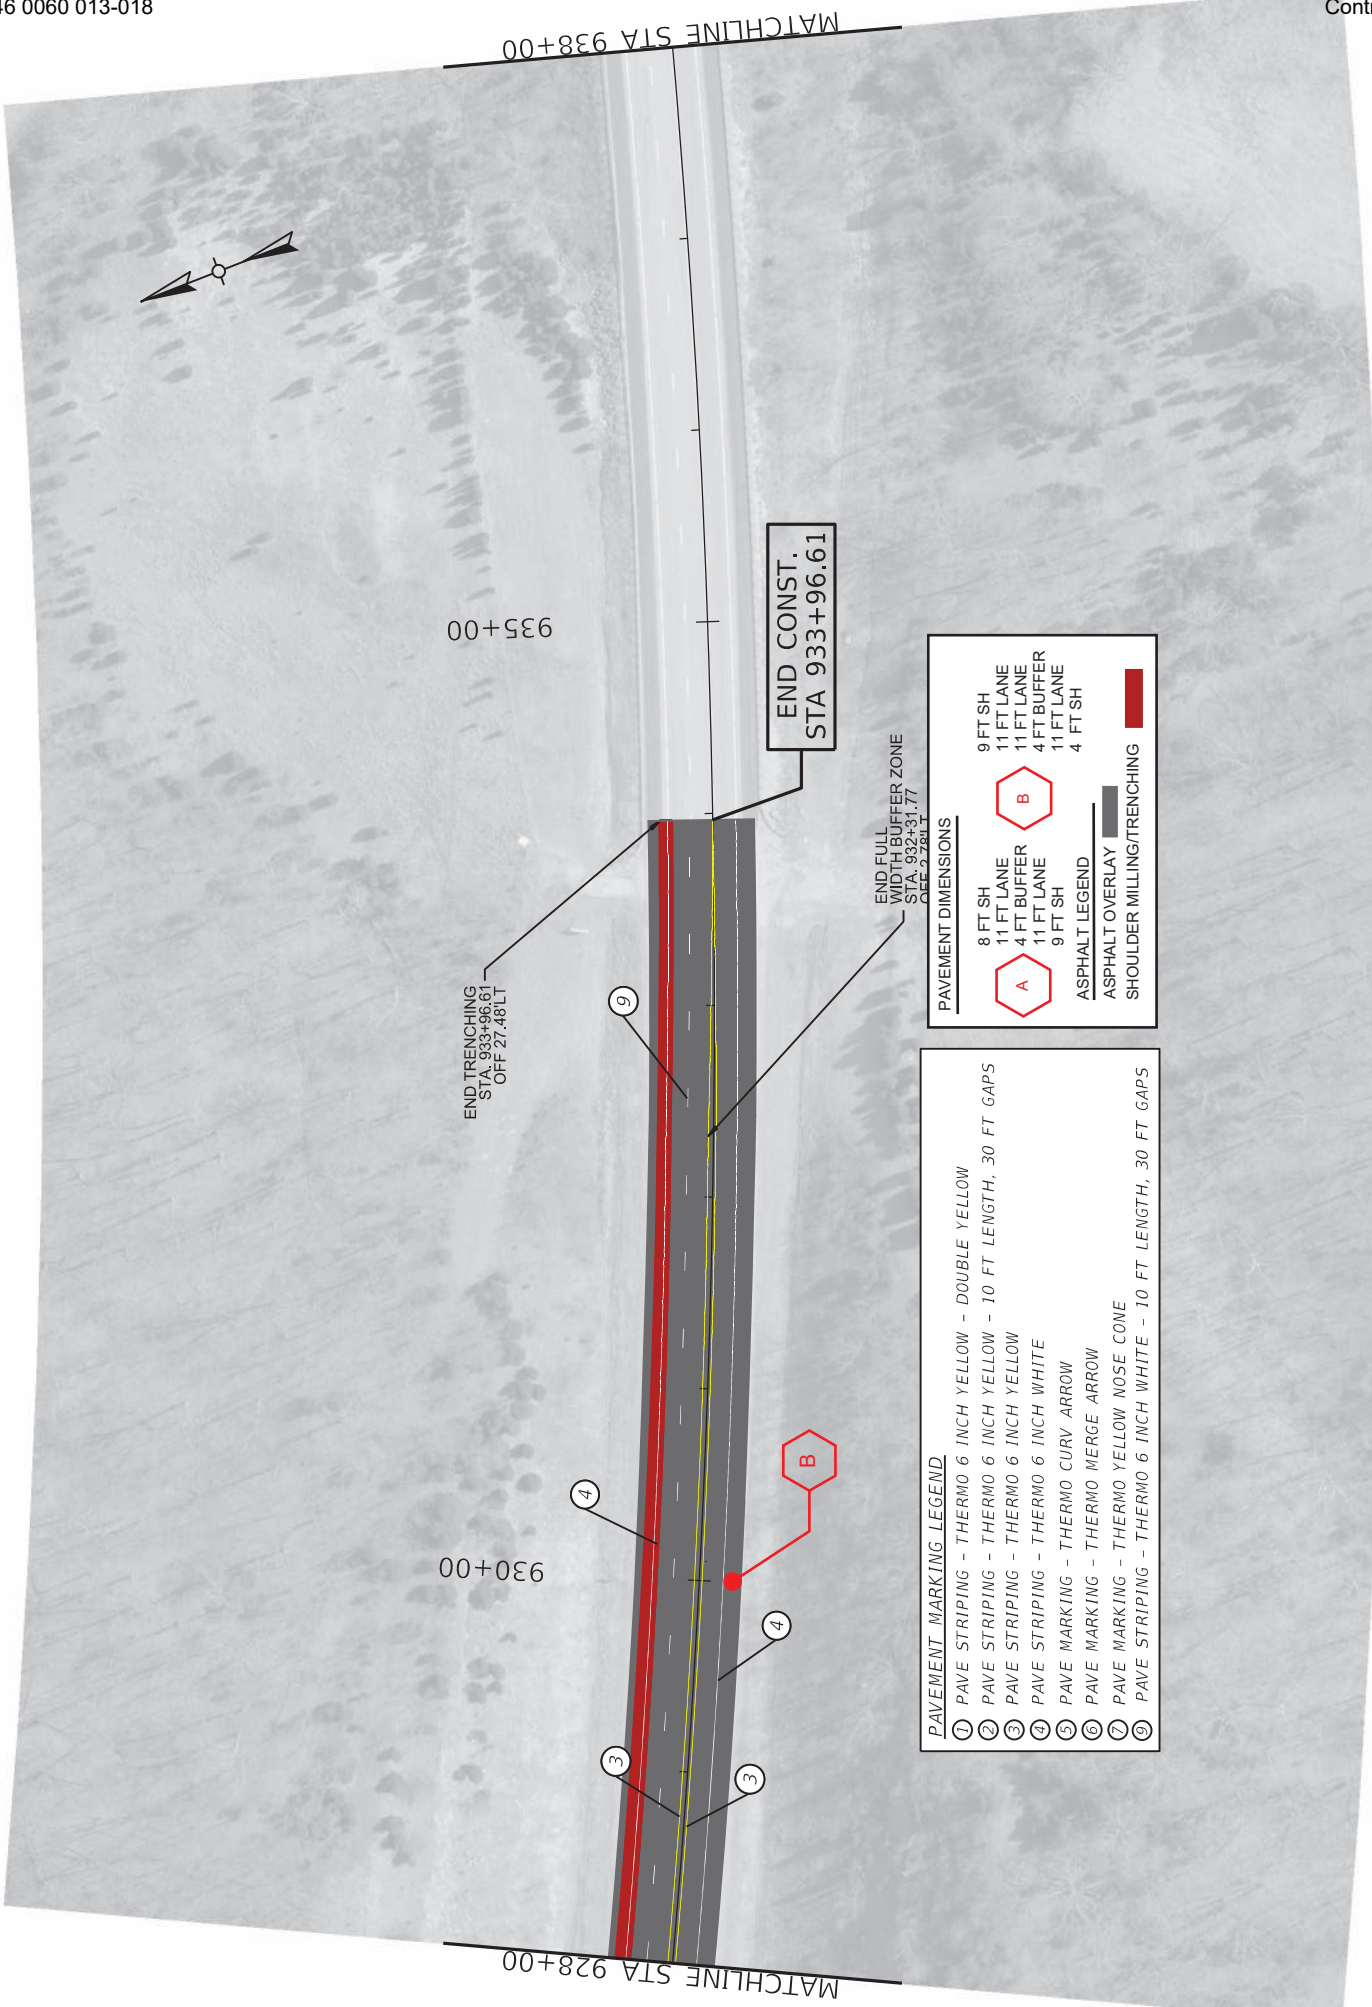 46 0060 013-018
Contr
MATCHLINE STA 938+00
935+00
END CONST.
STA 933+96.61
END TRENCHING
STA. 933+96.61
OFF 27.48'LT
END FULL
WIDTH BUFFER ZONE
STA. 932+31.77
OFF 2.78'LT
9
4
930+00
B
4
3
3
MATCHLINE STA 928+00
PAVEMENT DIMENSIONS
A
8 FT SH
11 FT LANE
4 FT BUFFER
11 FT LANE
9 FT SH
B
9 FT SH
11 FT LANE
11 FT LANE
4 FT BUFFER
11 FT LANE
4 FT SH
ASPHALT LEGEND
ASPHALT OVERLAY
SHOULDER MILLING/TRENCHING
PAVEMENT MARKING LEGEND
1 PAVE STRIPING - THERMO 6 INCH YELLOW - DOUBLE YELLOW
2 PAVE STRIPING - THERMO 6 INCH YELLOW - 10 FT LENGTH, 30 FT GAPS
3 PAVE STRIPING - THERMO 6 INCH YELLOW
4 PAVE STRIPING - THERMO 6 INCH WHITE
5 PAVE MARKING - THERMO CURV ARROW
6 PAVE MARKING - THERMO MERGE ARROW
7 PAVE MARKING - THERMO YELLOW NOSE CONE
9 PAVE STRIPING - THERMO 6 INCH WHITE - 10 FT LENGTH, 30 FT GAPS